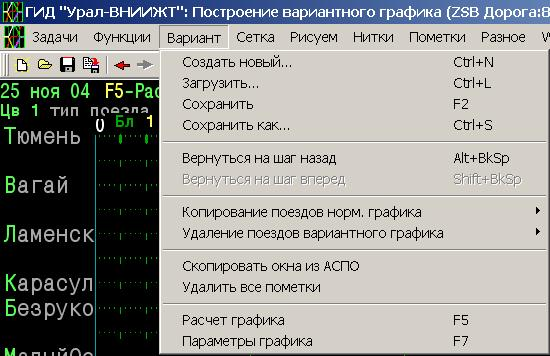 ГИД "Урал-ВНИИЖТ": Построение вариантного графика (ZSB Дорога:8
Задачи Функции Вариант Сетка Рисуем Нитки Пометки Разное W
25 ноя 04 F5-Рас
Цв 1 тип поезда
0 Бл 1
Тюмень
Вагай
Ламенск
Карасул
Безруко
Создать новый... Ctrl+N
Загрузить... Ctrl+L
Сохранить F2
Сохранить как... Ctrl+S
Вернуться на шаг назад Alt+BkSp
Вернуться на шаг вперед Shift+BkSp
Копирование поездов норм. графика
Удаление поездов вариантного графика
Скопировать окна из АСПО
Удалить все пометки
Расчет графика F5
Параметры графика F7